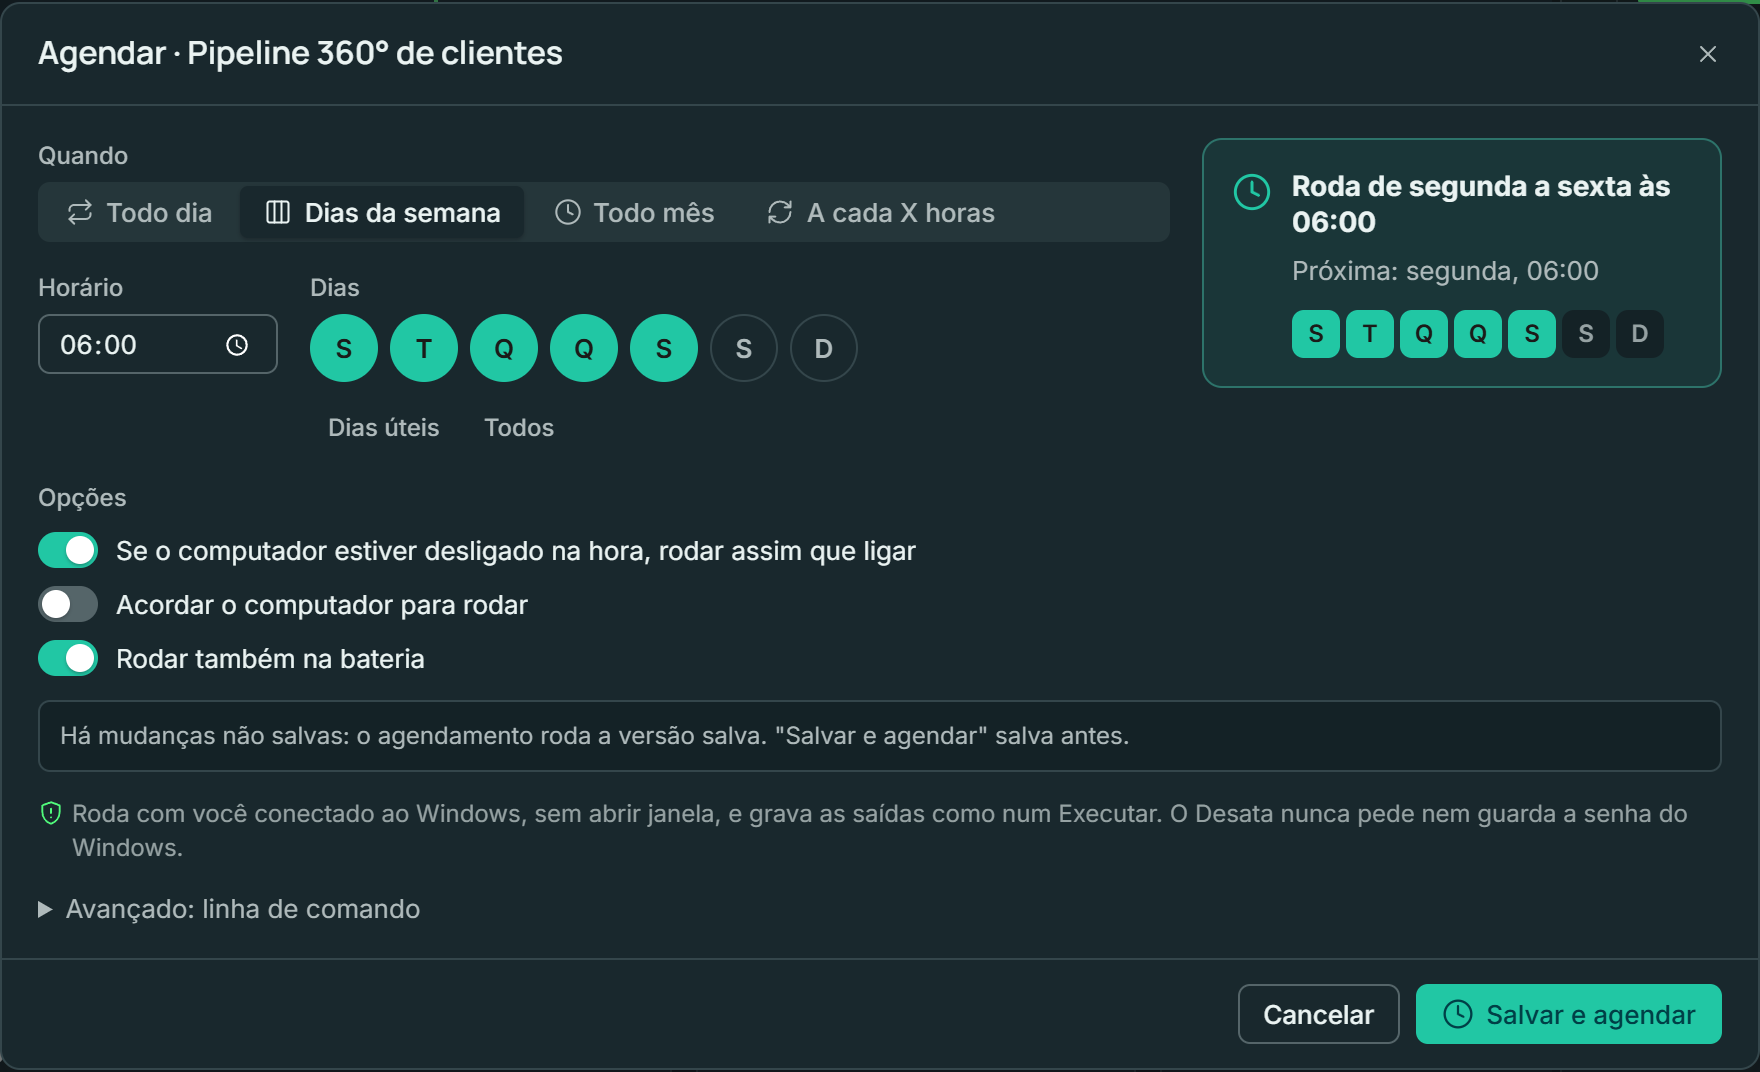 Agendar · Pipeline 360° de clientes
Quando
Todo dia
Dias da semana
Todo mês
A cada X horas
Horário
06:00
Dias
S T Q Q S S D
Dias úteis
Todos
Roda de segunda a sexta às
06:00
Próxima: segunda, 06:00
S T Q Q S S D
Opções
Se o computador estiver desligado na hora, rodar assim que ligar
Acordar o computador para rodar
Rodar também na bateria
Há mudanças não salvas: o agendamento roda a versão salva. "Salvar e agendar" salva antes.
Roda com você conectado ao Windows, sem abrir janela, e grava as saídas como num Executar. O Desata nunca pede nem guarda a senha do
Windows.
Avançado: linha de comando
Cancelar
Salvar e agendar